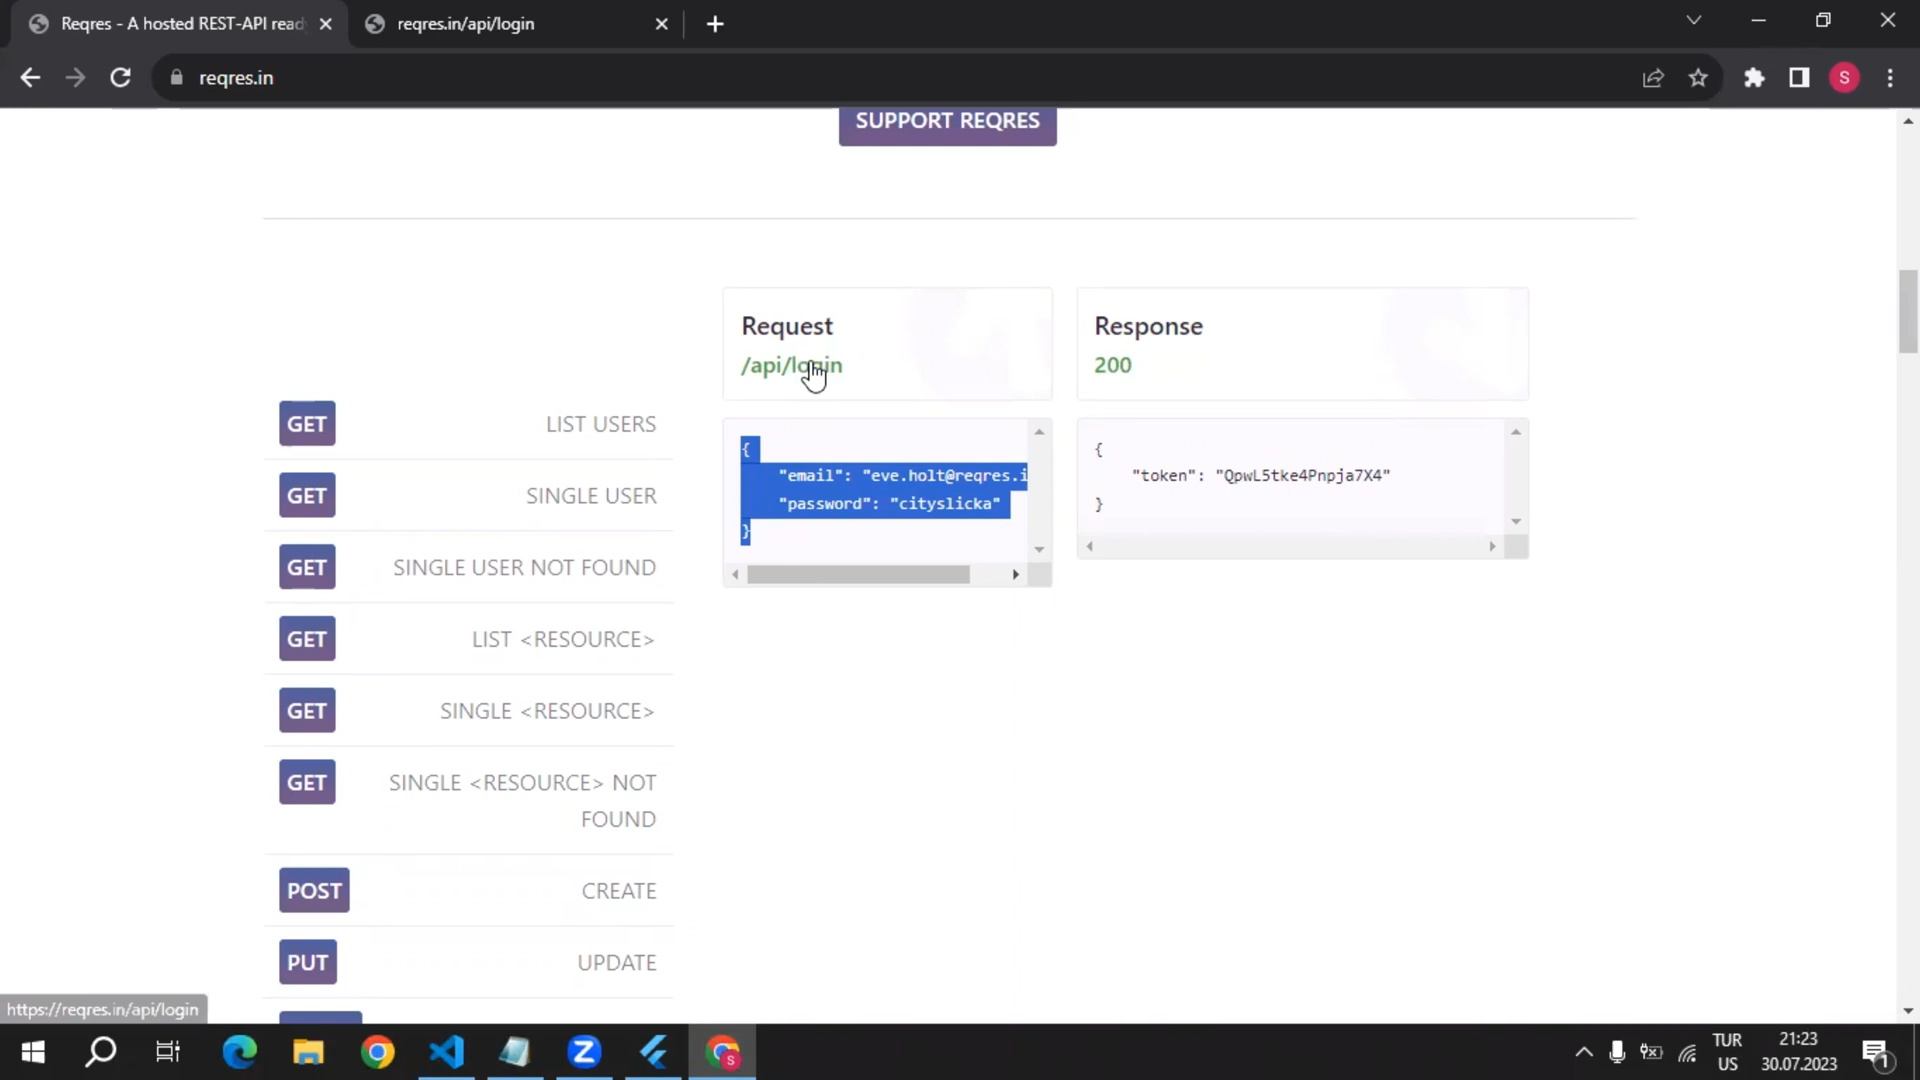 Reqres - A hosted REST-API read
reqres.in/api/login
reqres.in
S
SUPPORT REQRES
Request
/api/login
Response
200
{
"email": "eve.holt@reqres.i
"password": "cityslicka"
}
{
"token": "QpwL5tke4Pnpja7X4"
}
GET LIST USERS
GET SINGLE USER
GET SINGLE USER NOT FOUND
GET LIST <RESOURCE>
GET SINGLE <RESOURCE>
GET SINGLE <RESOURCE> NOT
FOUND
POST CREATE
PUT UPDATE
https://reqres.in/api/login
Z
S
TUR
US
21:23
30.07.2023
1